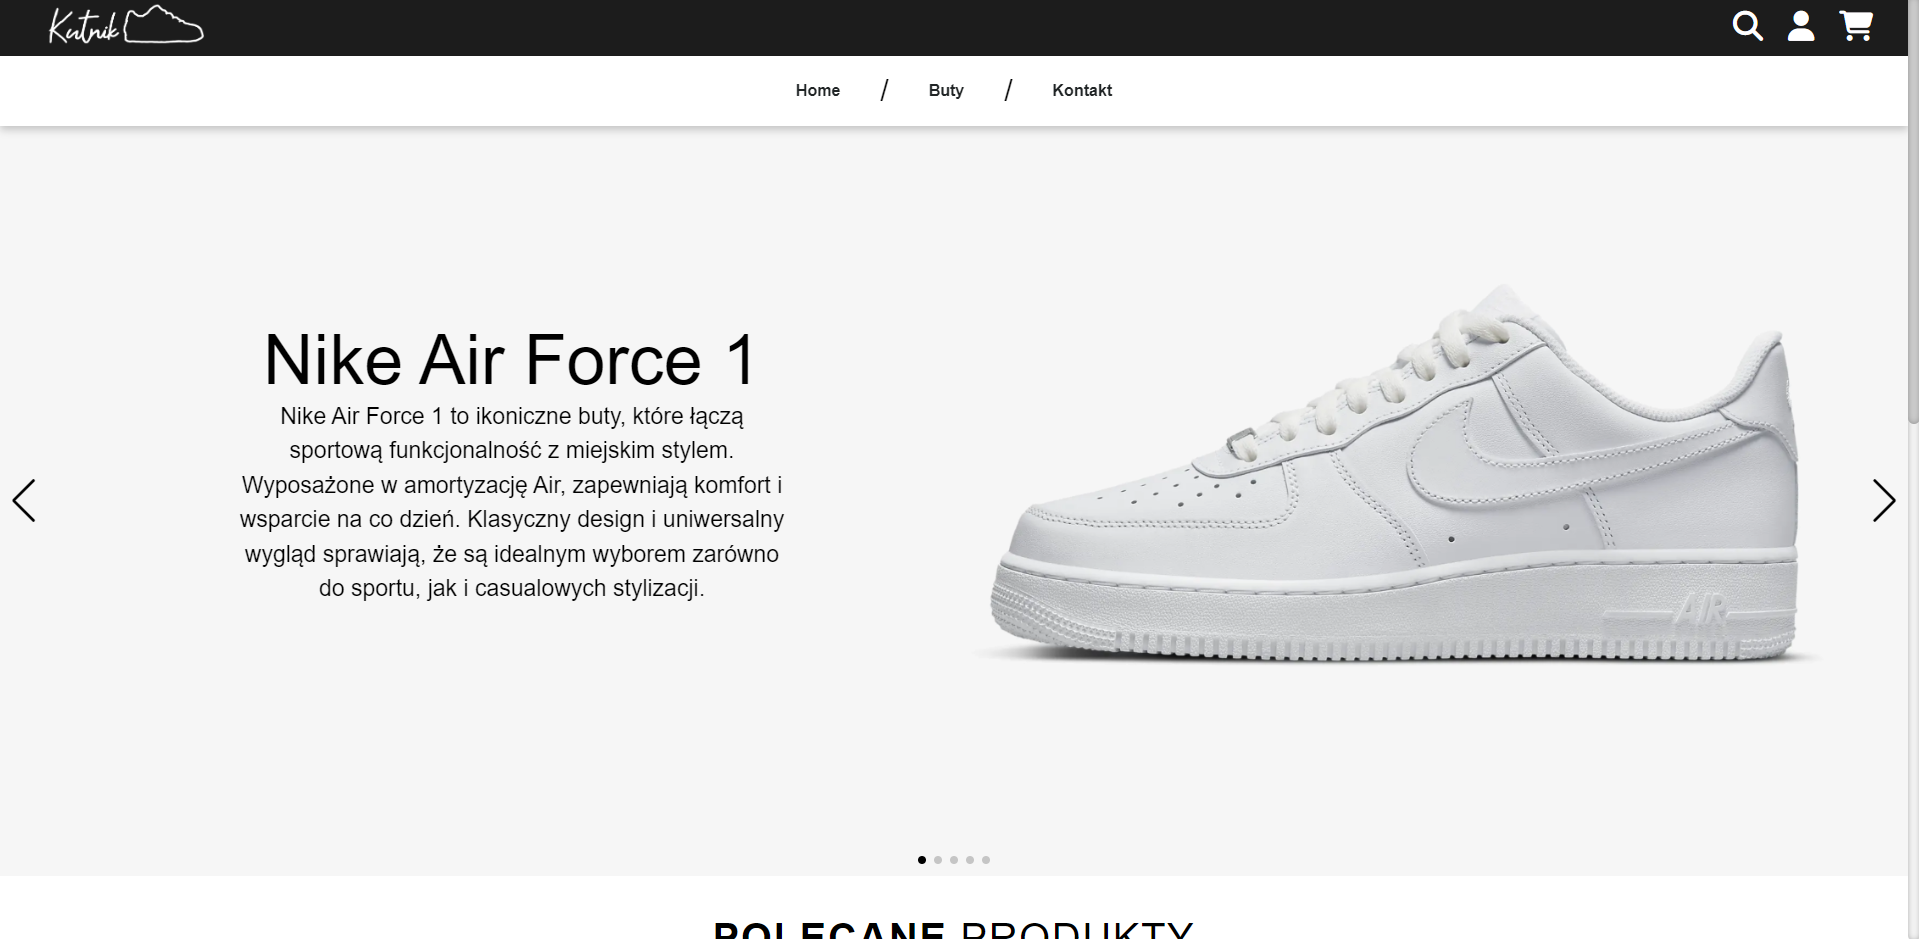 Kutnik
Home / Buty / Kontakt
Nike Air Force 1
Nike Air Force 1 to ikoniczne buty, które łączą
sportową funkcjonalność z miejskim stylem.
Wyposażone w amortyzację Air, zapewniają komfort i
wsparcie na co dzień. Klasyczny design i uniwersalny
wygląd sprawiają, że są idealnym wyborem zarówno
do sportu, jak i casualowych stylizacji.
AIR
POLECANE PRODUKTY